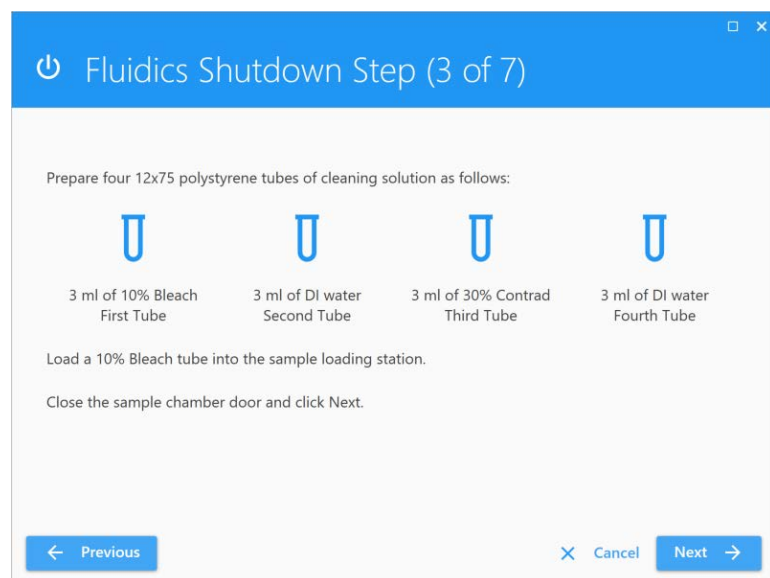 Fluidics Shutdown Step (3 of 7)
Prepare four 12x75 polystyrene tubes of cleaning solution as follows:
3 ml of 10% Bleach
First Tube
3 ml of DI water
Second Tube
3 ml of 30% Contrad
Third Tube
3 ml of DI water
Fourth Tube
Load a 10% Bleach tube into the sample loading station.
Close the sample chamber door and click Next.
Previous
Cancel
Next